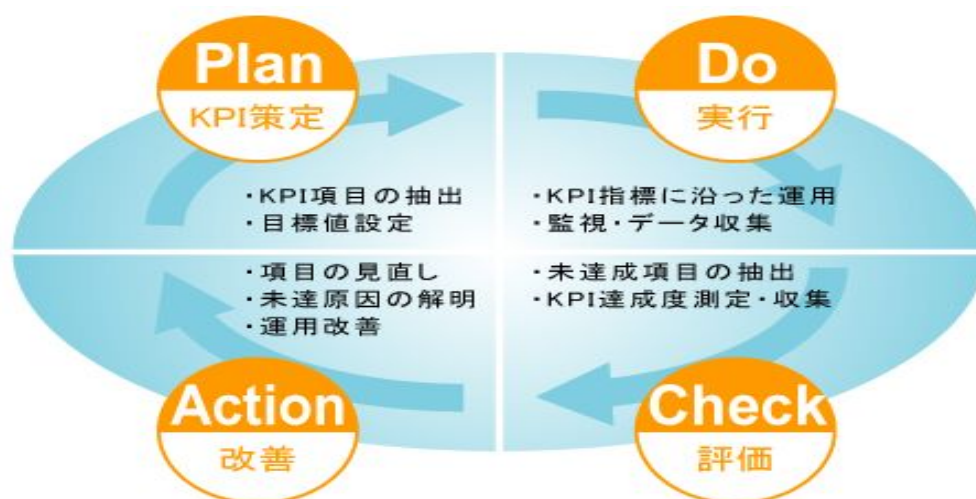 Plan
KPI策定
・KPI項目の抽出
・目標値設定
Do
実行
・KPI指標に沿った運用
・監視・データ収集
Check
評価
・未達成項目の抽出
・KPI達成度測定・収集
Action
改善
・項目の見直し
・未達原因の解明
・運用改善